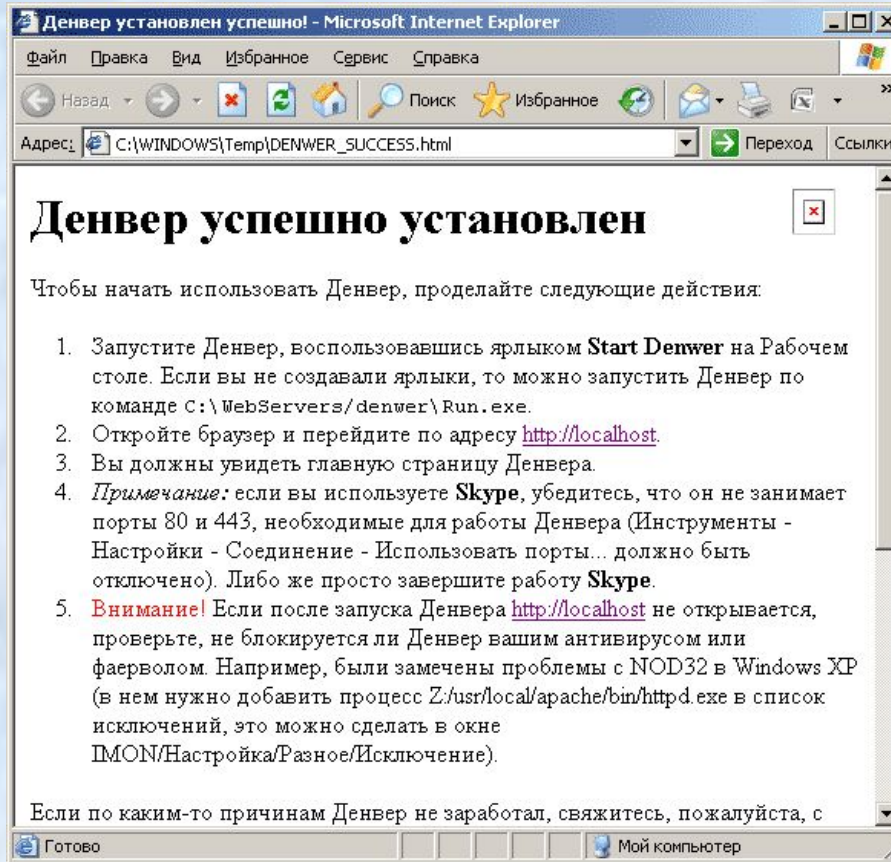 Денвер установлен успешно! - Microsoft Internet Explorer
Файл Правка Вид Избранное Сервис Справка
Назад Поиск Избранное
Адрес: C:\WINDOWS\Temp\DENWER_SUCCESS.html Переход Ссылки
Денвер успешно установлен
Чтобы начать использовать Денвер, проделайте следующие действия:
1. Запустите Денвер, воспользовавшись ярлыком Start Denwer на Рабочем
столе. Если вы не создавали ярлыки, то можно запустить Денвер по
команде C:\WebServers/denwer\Run.exe.
2. Откройте браузер и перейдите по адресу http://localhost.
3. Вы должны увидеть главную страницу Денвера.
4. Примечание: если вы используете Skype, убедитесь, что он не занимает
порты 80 и 443, необходимые для работы Денвера (Инструменты -
Настройки - Соединение - Использовать порты... должно быть
отключено). Либо же просто завершите работу Skype.
5. Внимание! Если после запуска Денвера http://localhost не открывается,
проверьте, не блокируется ли Денвер вашим антивирусом или
фаерволом. Например, были замечены проблемы с NOD32 в Windows XP
(в нем нужно добавить процесс Z:/usr/local/apache/bin/httpd.exe в список
исключений, это можно сделать в окне
IMON/Настройка/Разное/Исключение).
Если по каким-то причинам Денвер не заработал, свяжитесь, пожалуйста, с
Готово Мой компьютер